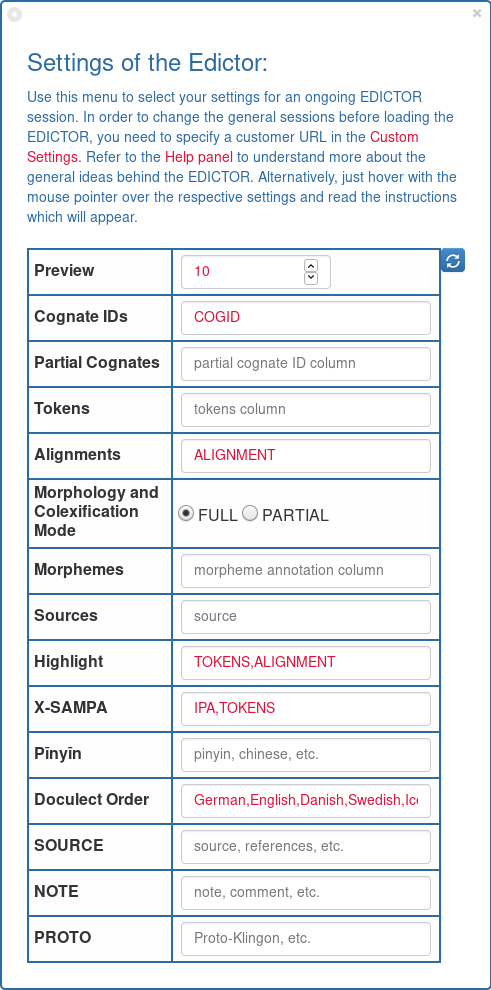 Settings of the Edictor:
Use this menu to select your settings for an ongoing EDICTOR
session. In order to change the general sessions before loading the
EDICTOR, you need to specify a customer URL in the Custom
Settings. Refer to the Help panel to understand more about the
general ideas behind the EDICTOR. Alternatively, just hover with the
mouse pointer over the respective settings and read the instructions
which will appear.
Preview 10
Cognate IDs COGID
Partial Cognates partial cognate ID column
Tokens tokens column
Alignments ALIGNMENT
Morphology and
Colexification
Mode
FULL PARTIAL
Morphemes morpheme annotation column
Sources source
Highlight TOKENS,ALIGNMENT
X-SAMPA IPA,TOKENS
Pīnyīn pinyin, chinese, etc.
Doculect Order German,English,Danish,Swedish,Ice
SOURCE source, references, etc.
NOTE note, comment, etc.
PROTO Proto-Klingon, etc.